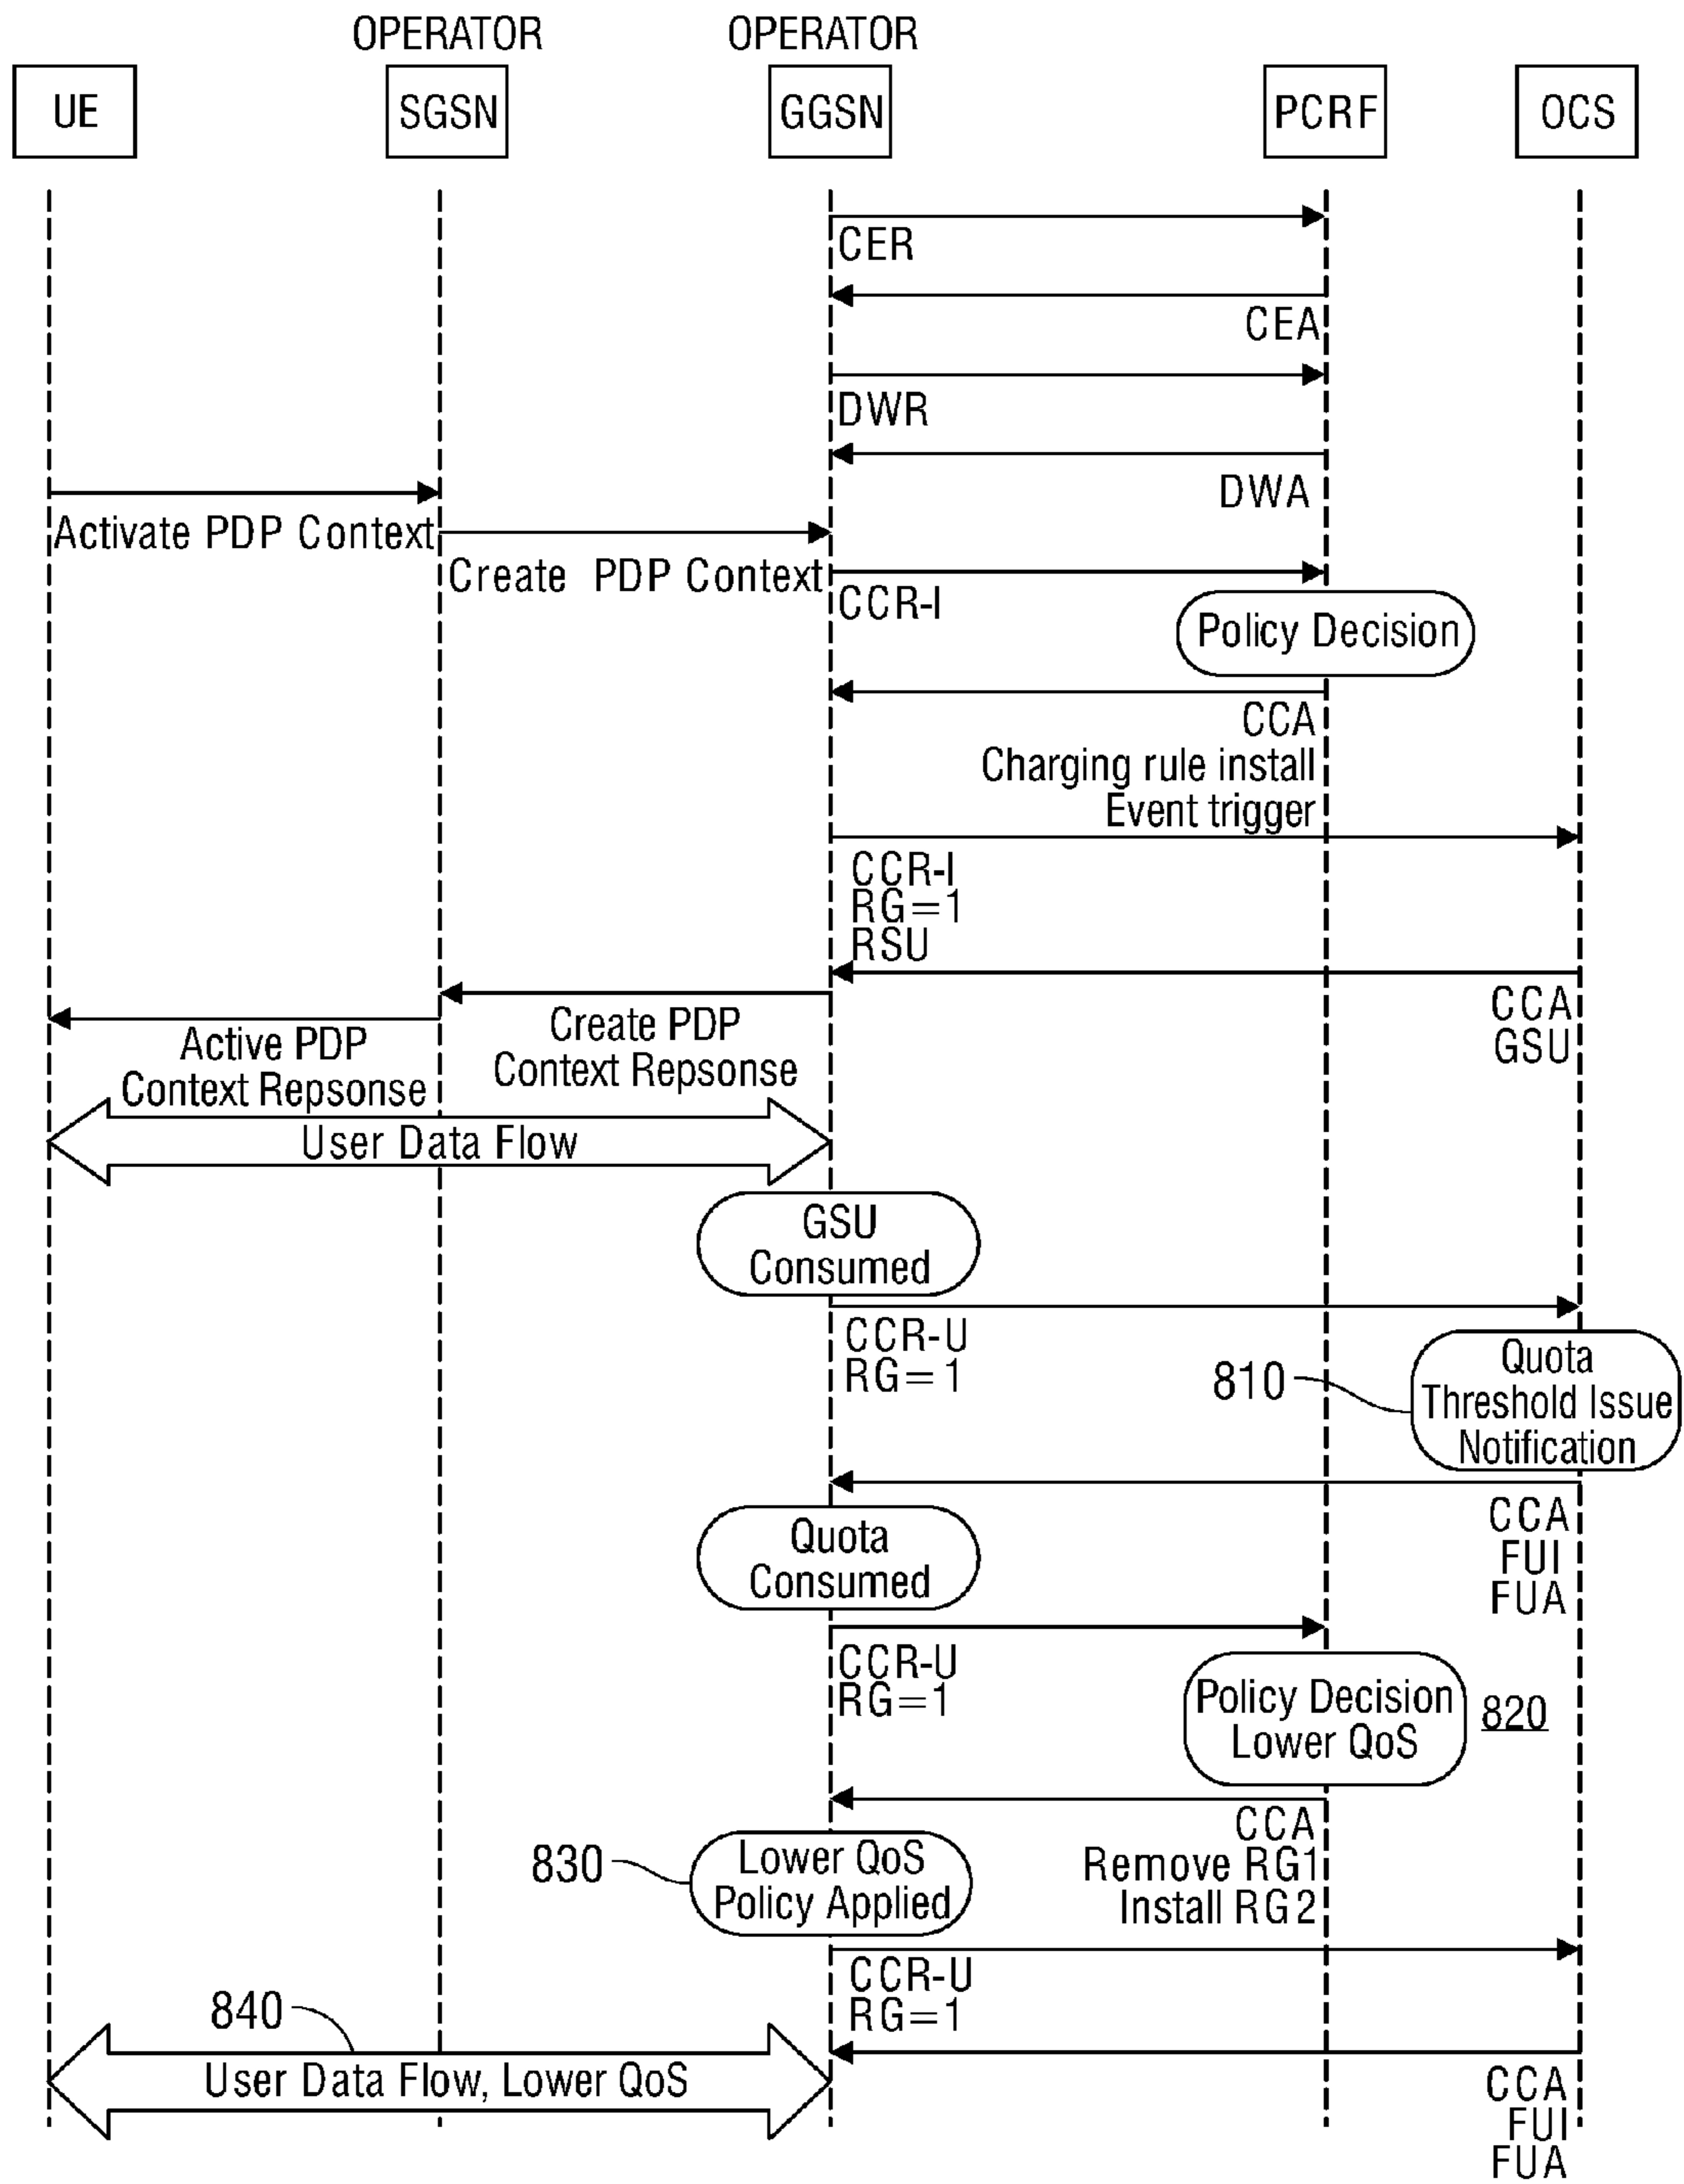 OPERATOR
OPERATOR
UE
SGSN
GGSN
PCRF
OCS
CER
CEA
DWR
DWA
Activate PDP Context
Create PDP Context
CCR-I
Policy Decision
CCA
Charging rule install
Event trigger
CCR-I
RG=1
RSU
CCA
GSU
Create PDP
Context Repsonse
Active PDP
Context Repsonse
User Data Flow
GSU
Consumed
CCR-U
RG=1
810
Quota
Threshold Issue
Notification
CCA
FUI
FUA
Quota
Consumed
CCR-U
RG=1
Policy Decision
Lower QoS
820
CCA
Remove RG1
Install RG2
830
Lower QoS
Policy Applied
CCR-U
RG=1
840
User Data Flow, Lower QoS
CCA
FUI
FUA